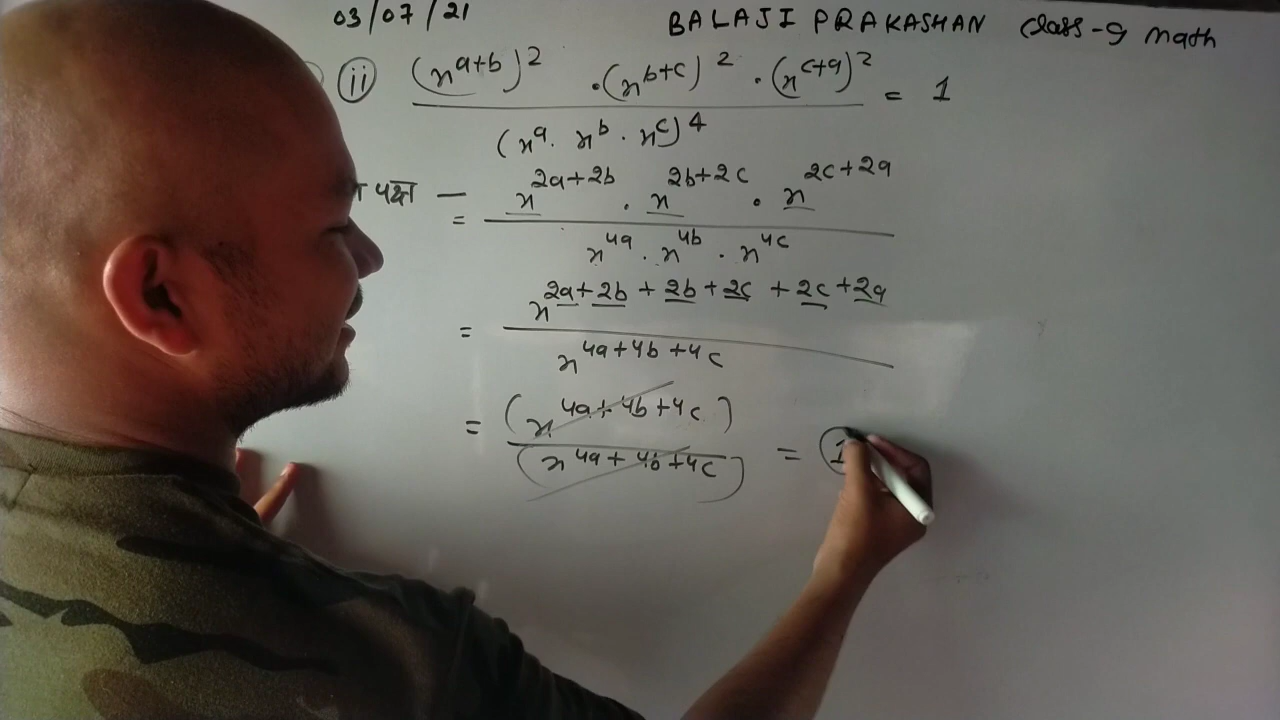 03/07/21 BALAJI PRAKASHAN Class-9 math
(ii) (x^{a+b})^2 · (x^{b+c})^2 · (x^{c+a})^2 / (x^a · x^b · x^c)^4 = 1
पक्ष — = x^{2a+2b} · x^{2b+2c} · x^{2c+2a} / x^{4a} · x^{4b} · x^{4c}
= x^{2a+2b+2b+2c+2c+2a} / x^{4a+4b+4c}
= (x^{4a+4b+4c}) / (x^{4a+4b+4c}) = 1